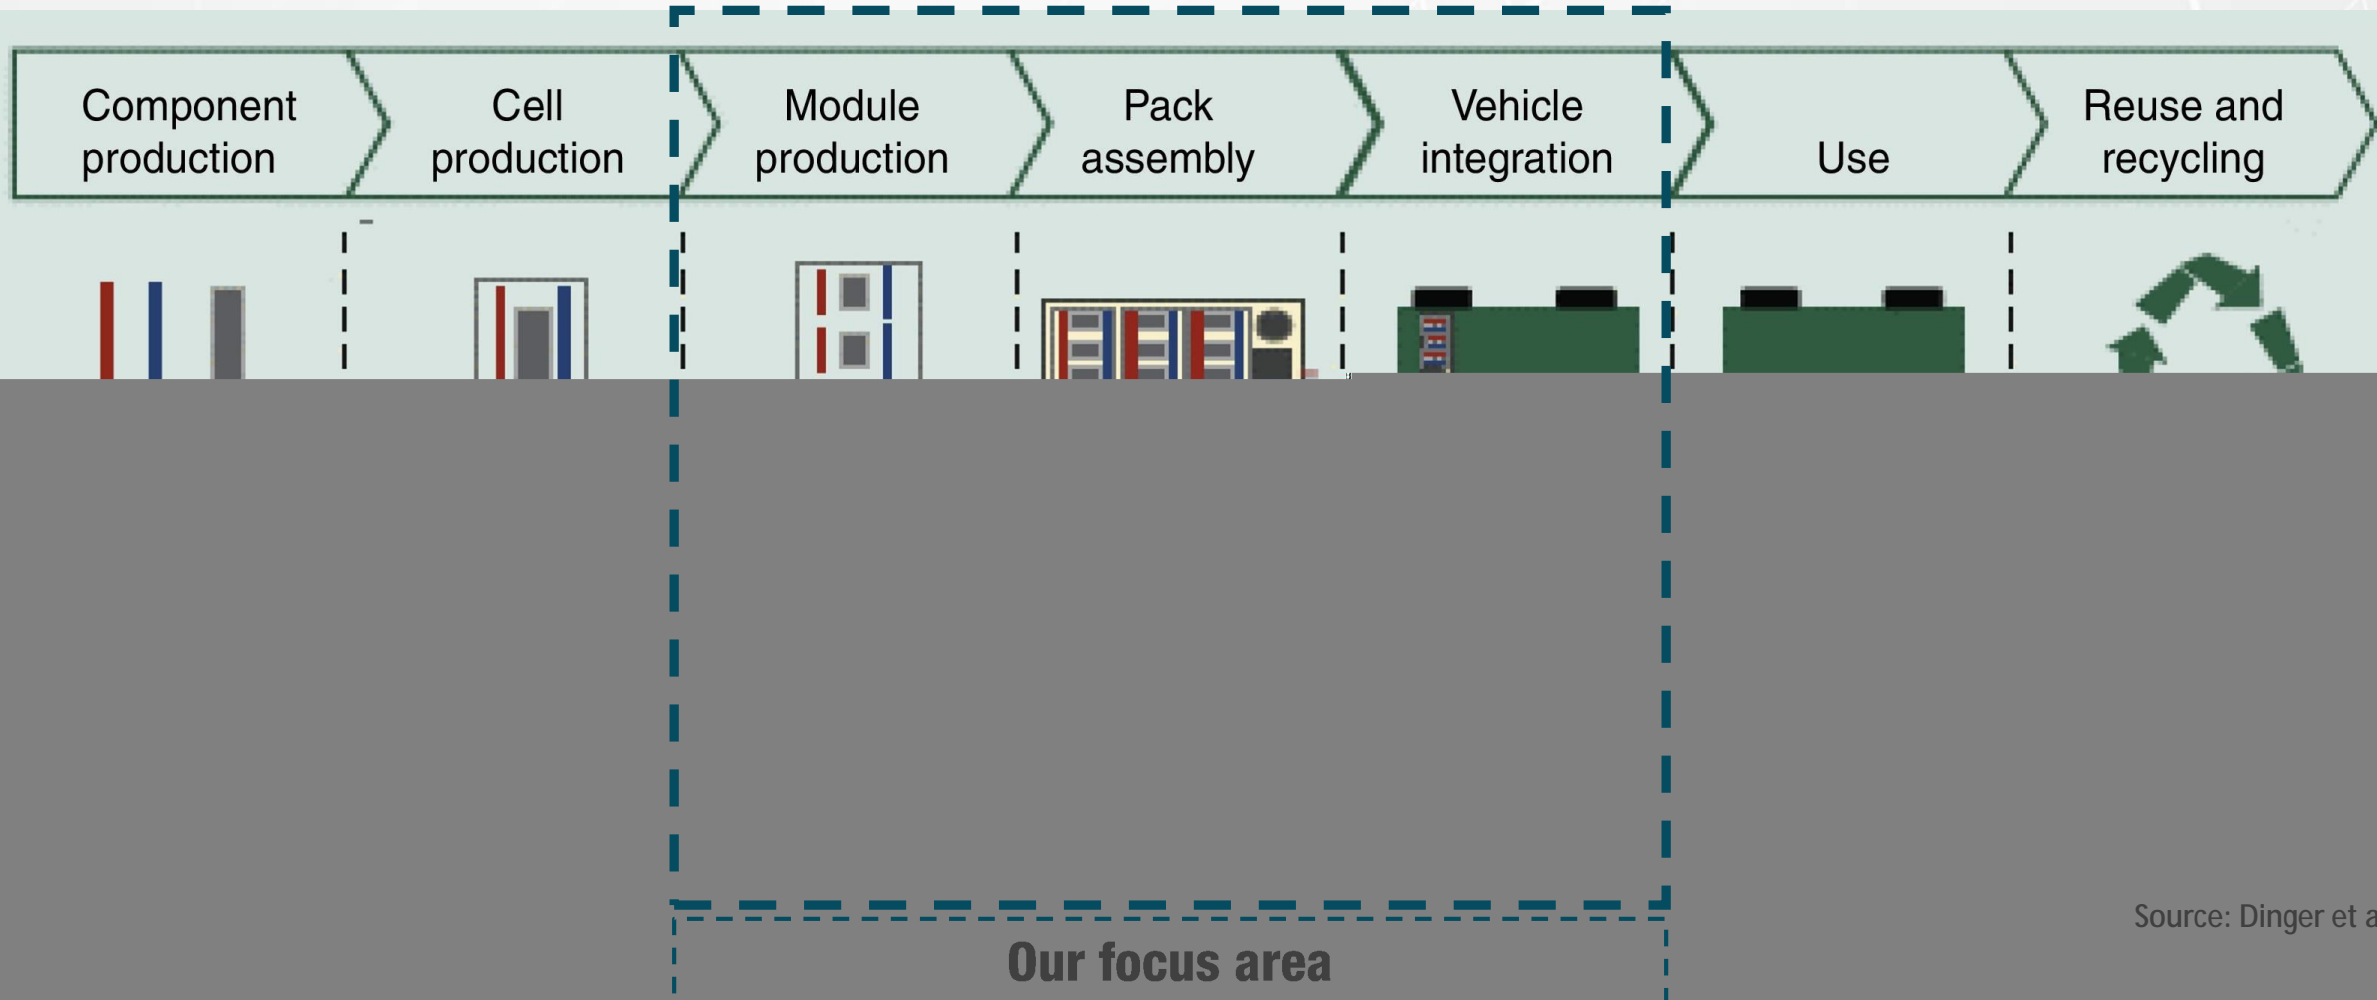 Component
production
Cell
production
Module
production
Pack
assembly
Vehicle
integration
Use
Reuse and
recycling
Source: Dinger et a
Our focus area